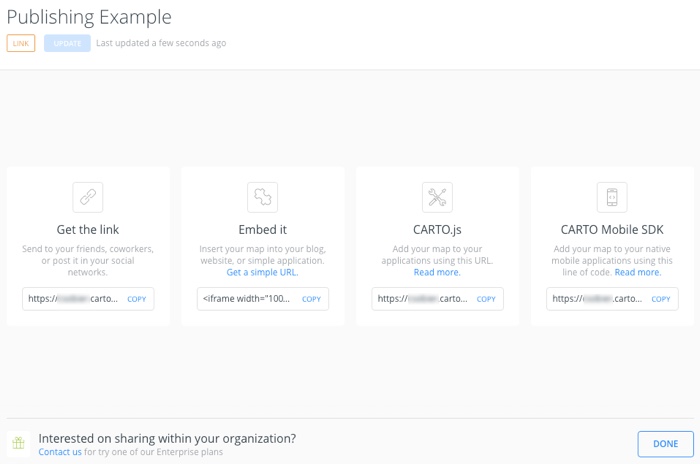 Publishing Example
LINK UPDATE Last updated a few seconds ago
Get the link
Send to your friends, coworkers,
or post it in your social
networks.
https:// .carto... COPY
Embed it
Insert your map into your blog,
website, or simple application.
Get a simple URL.
<iframe width="100... COPY
CARTO.js
Add your map to your
applications using this URL.
Read more.
https:// .carto... COPY
CARTO Mobile SDK
Add your map to your native
mobile applications using this
line of code. Read more.
https:// .carto... COPY
Interested on sharing within your organization?
Contact us for try one of our Enterprise plans
DONE